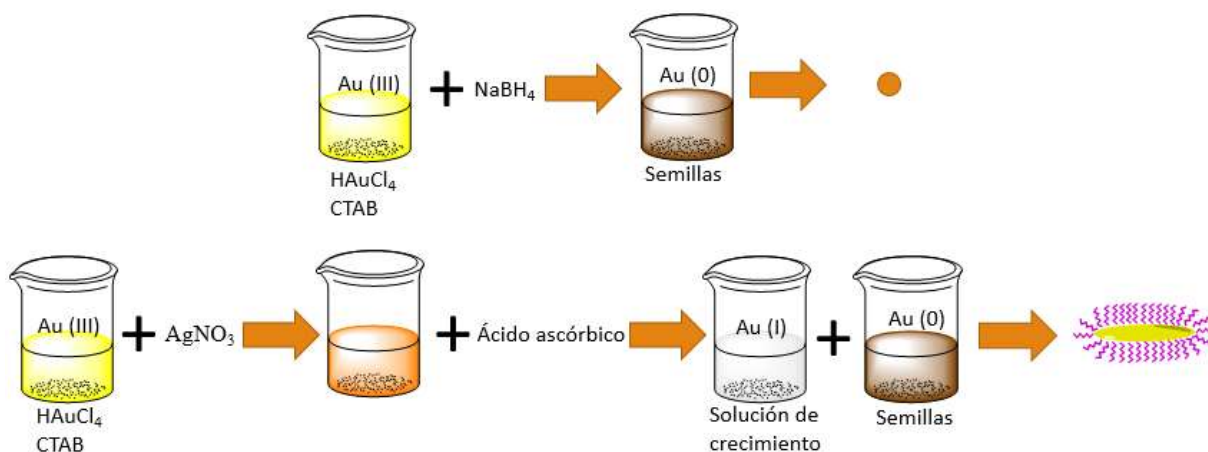 Au (III)
+ NaBH₄
Au (0)
HAuCl₄
CTAB
Semillas
Au (III)
+ AgNO₃
+ Ácido ascórbico
Au (I)
+
Au (0)
HAuCl₄
CTAB
Solución de
crecimiento
Semillas